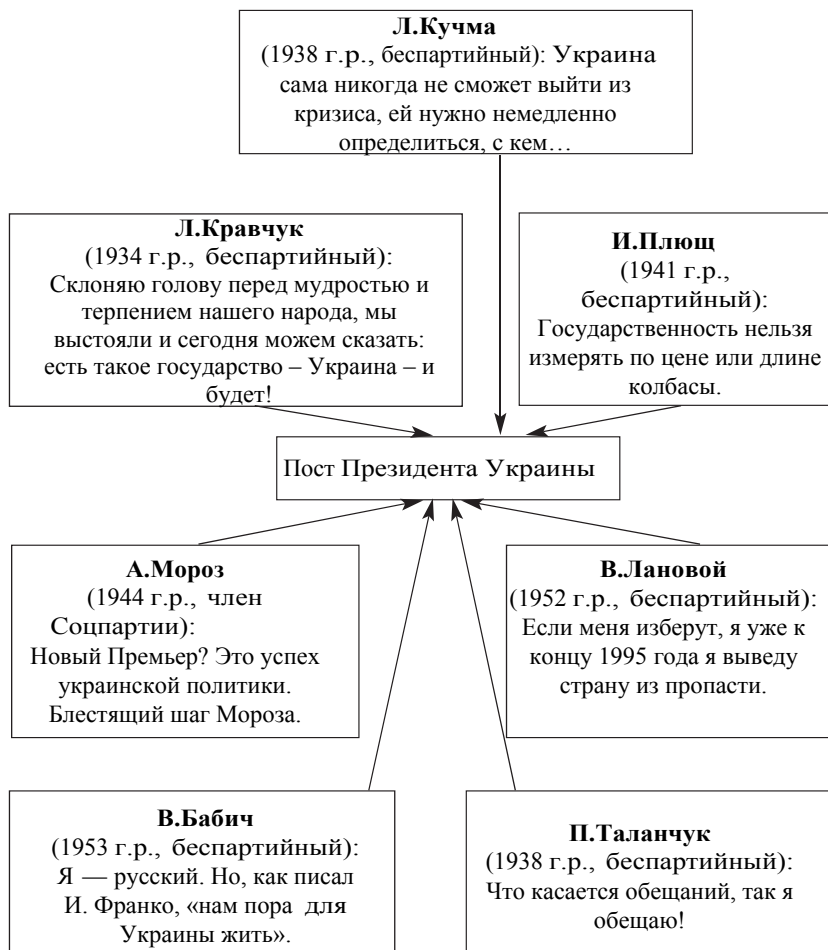 Л.Кучма
(1938 г.р., беспартийный): Украина
сама никогда не сможет выйти из
кризиса, ей нужно немедленно
определиться, с кем…
Л.Кравчук
(1934 г.р., беспартийный):
Склоняю голову перед мудростью и
терпением нашего народа, мы
выстояли и сегодня можем сказать:
есть такое государство – Украина – и
будет!
И.Плющ
(1941 г.р.,
беспартийный):
Государственность нельзя
измерять по цене или длине
колбасы.
Пост Президента Украины
А.Мороз
(1944 г.р., член
Соцпартии):
Новый Премьер? Это успех
украинской политики.
Блестящий шаг Мороза.
В.Лановой
(1952 г.р., беспартийный):
Если меня изберут, я уже к
концу 1995 года я выведу
страну из пропасти.
В.Бабич
(1953 г.р., беспартийный):
Я — русский. Но, как писал
И. Франко, «нам пора для
Украины жить».
П.Таланчук
(1938 г.р., беспартийный):
Что касается обещаний, так я
обещаю!